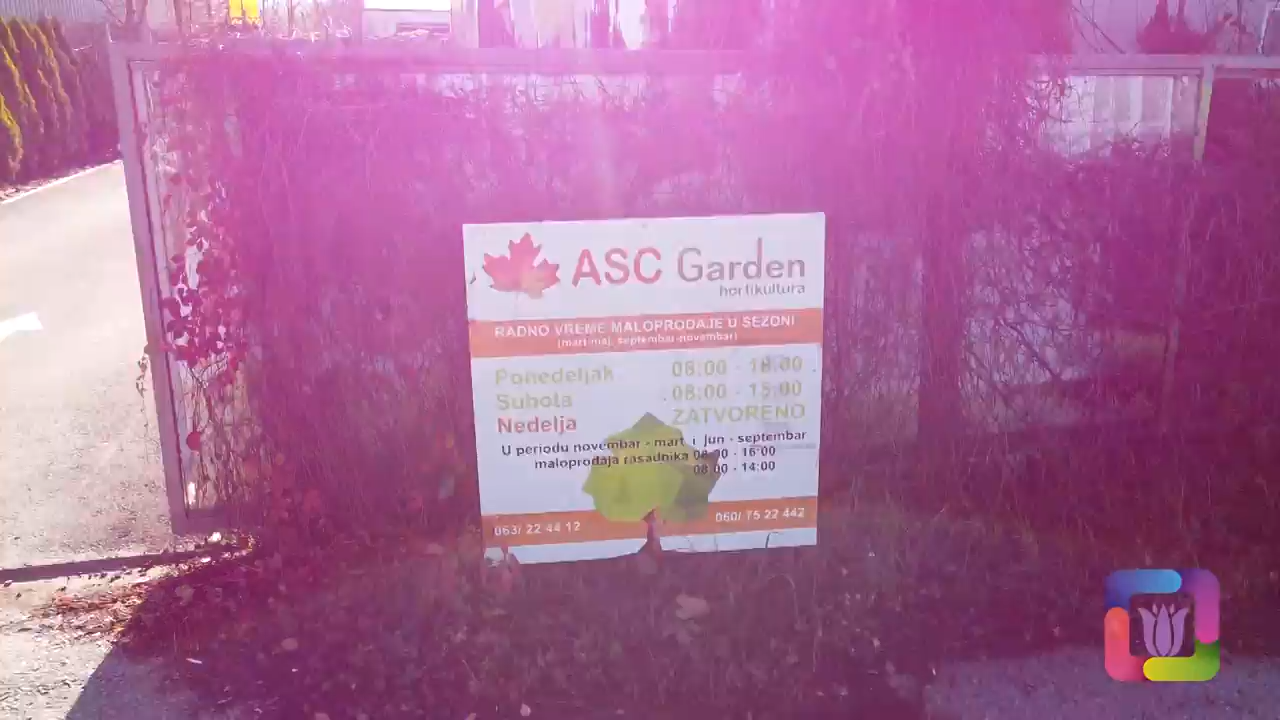 ASC Garden
hortikultura
RADNO VREME MALOPRODAJE U SEZONI
(mart-maj, septembar-novembar)
Ponedeljak 08:00 - 18:00
Subota 08:00 - 15:00
Nedelja ZATVORENO
U periodu novembar - mart i jun - septembar
maloprodaja rasadnika 08:00 - 16:00
08:00 - 14:00
063/ 22 44 12 060/ 75 22 442